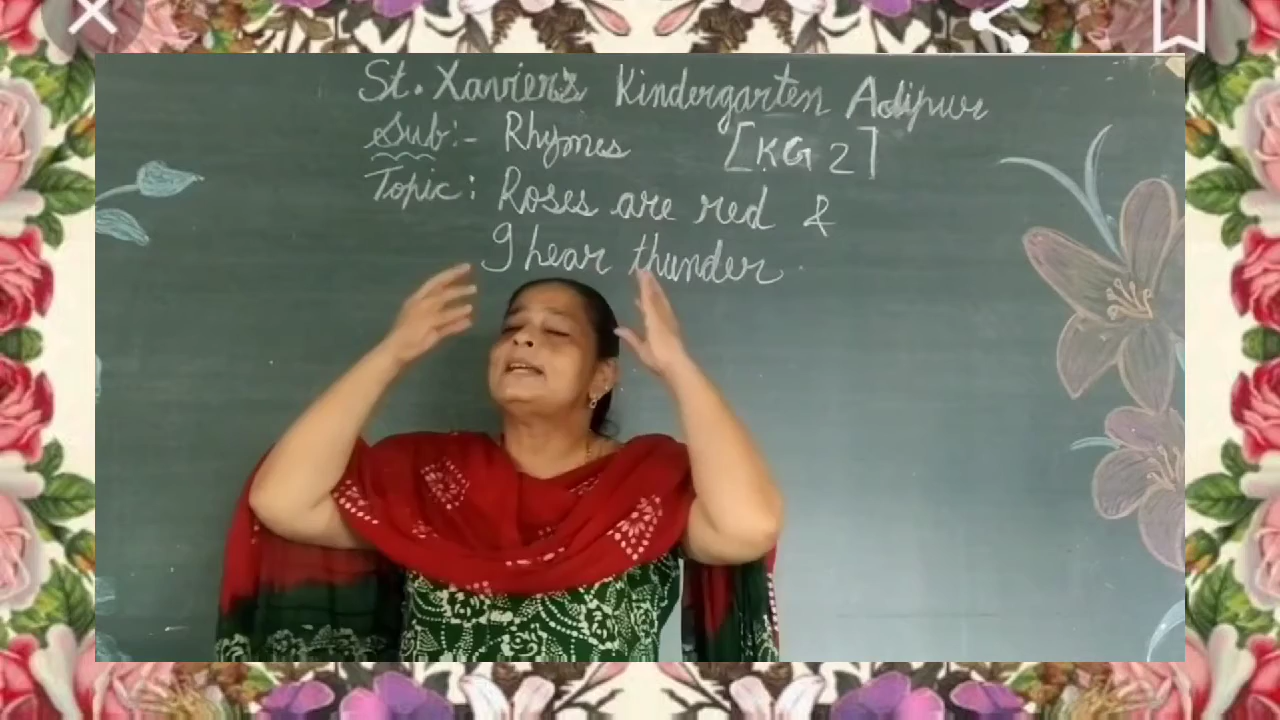 St. Xavier's Kindergarten Adipur
Sub:- Rhymes [KG 2]
Topic: Roses are red &
I hear thunder.